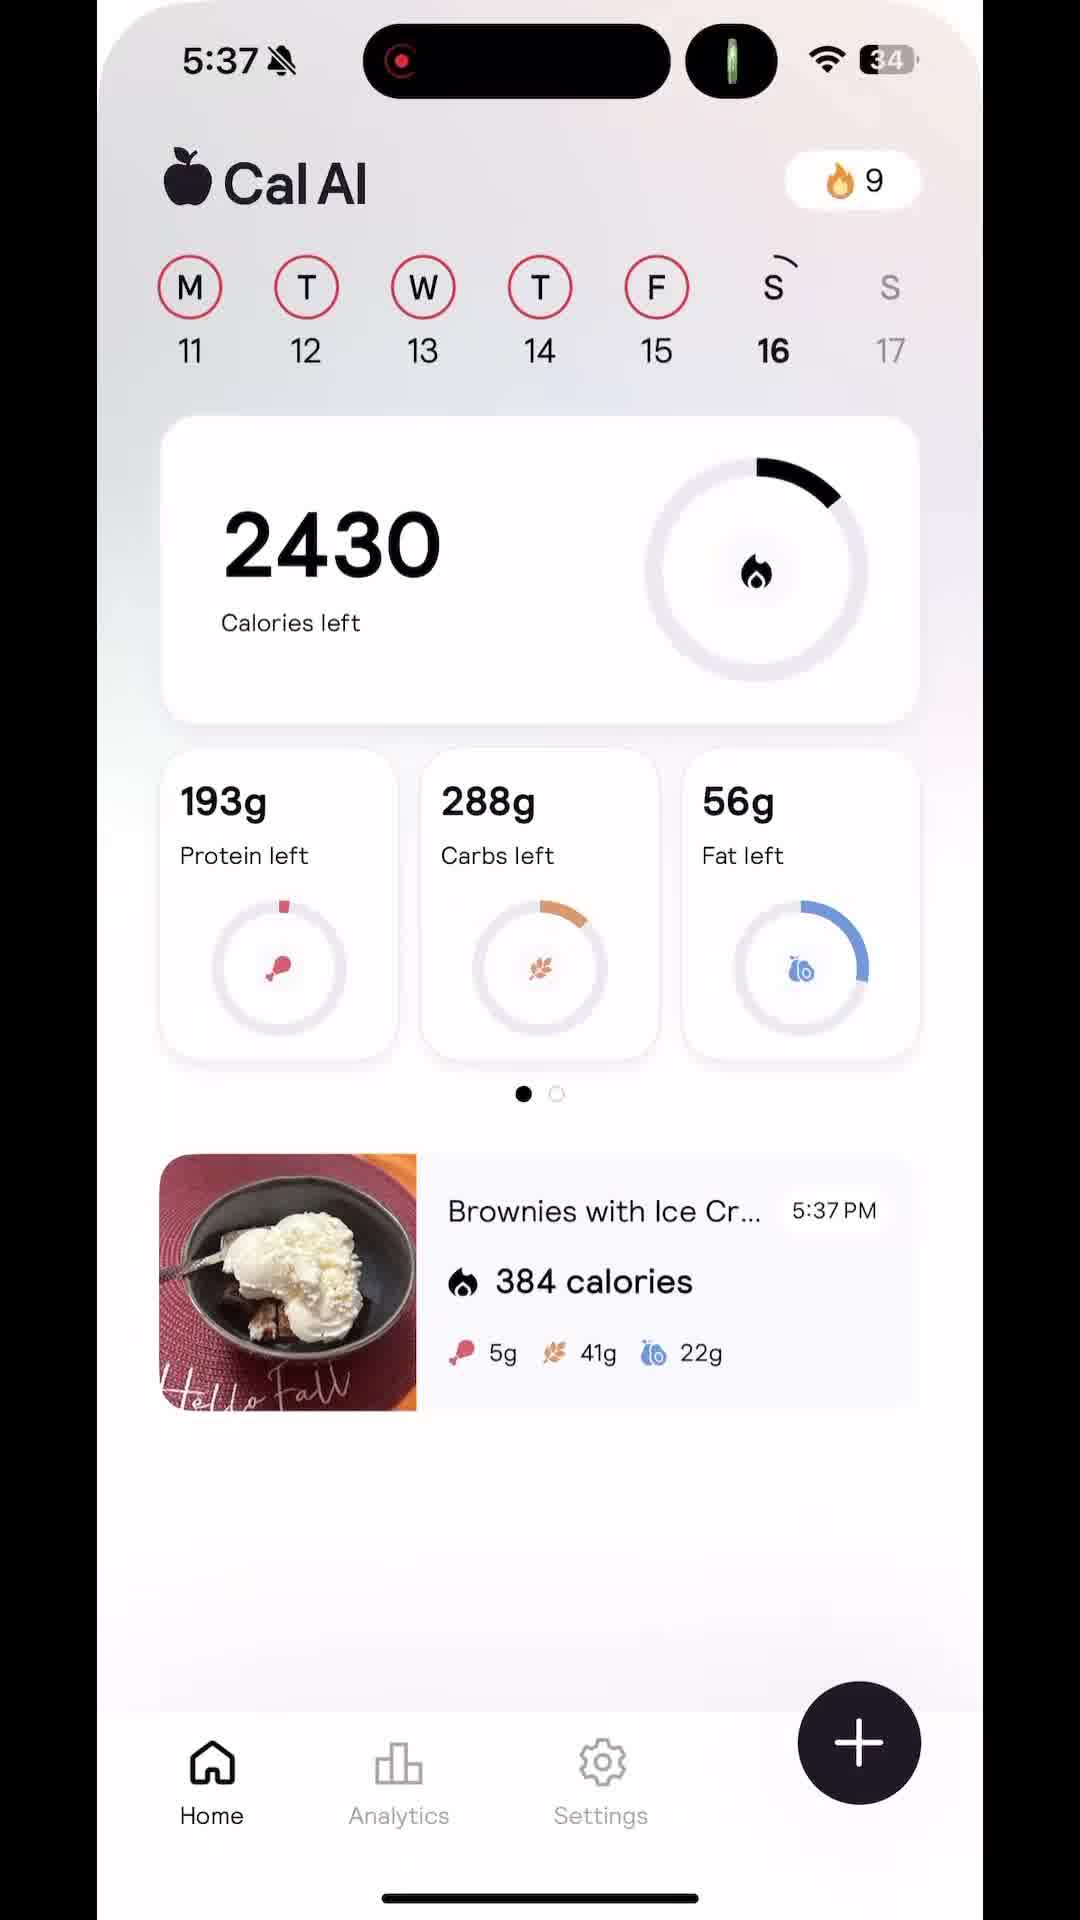 5:37
34
Cal AI
9
M T W T F S S
11 12 13 14 15 16 17
2430
Calories left
193g
Protein left
288g
Carbs left
56g
Fat left
Brownies with Ice Cr...
5:37 PM
384 calories
5g 41g 22g
Hello Fall
Home
Analytics
Settings